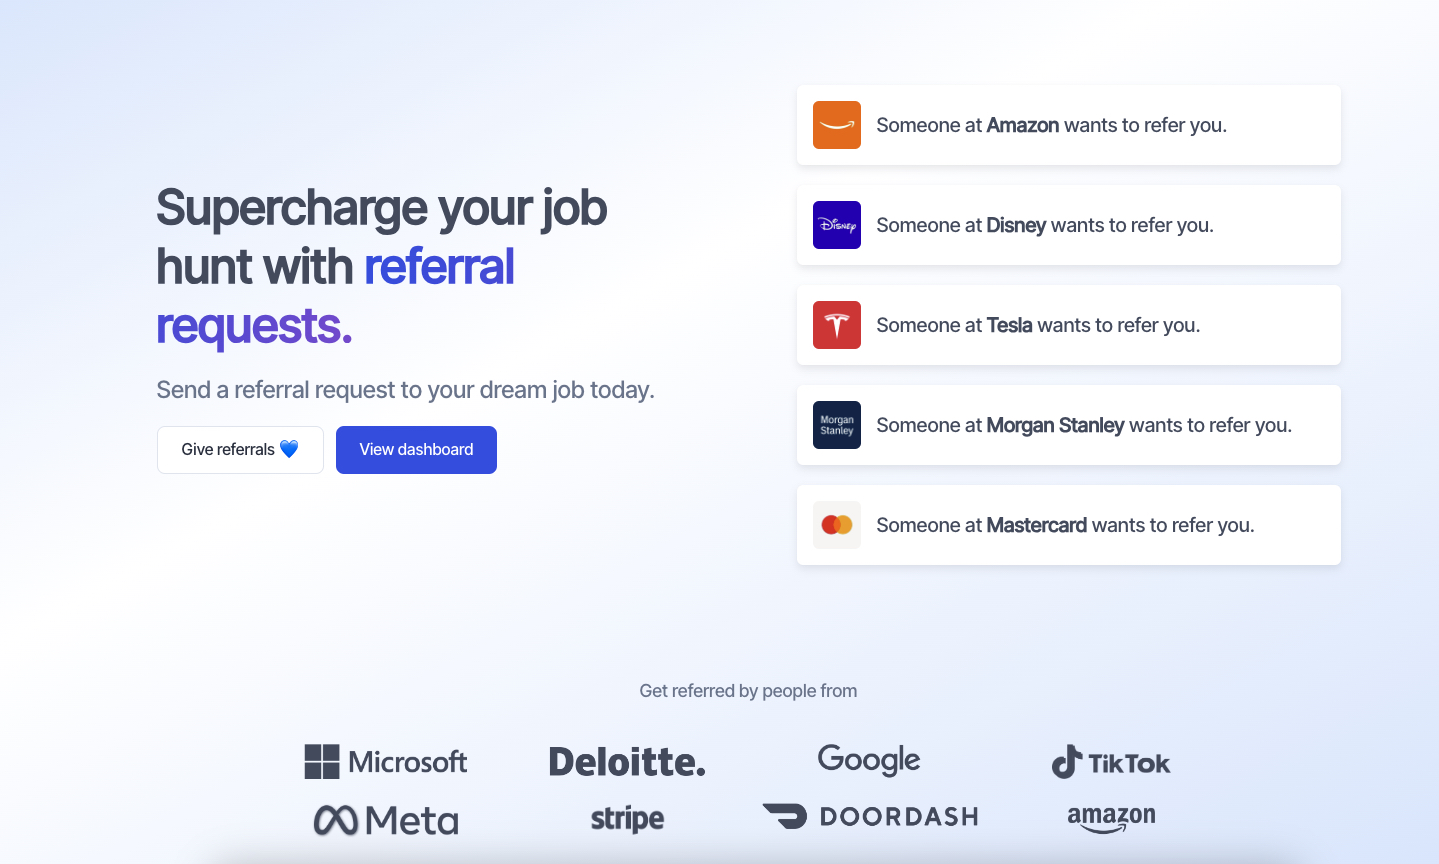 Supercharge your job
hunt with referral
requests.
Send a referral request to your dream job today.
Give referrals 💙
View dashboard
Someone at Amazon wants to refer you.
Disney
Someone at Disney wants to refer you.
Someone at Tesla wants to refer you.
Morgan
Stanley
Someone at Morgan Stanley wants to refer you.
Someone at Mastercard wants to refer you.
Get referred by people from
Microsoft
Deloitte.
Google
TikTok
Meta
stripe
DOORDASH
amazon